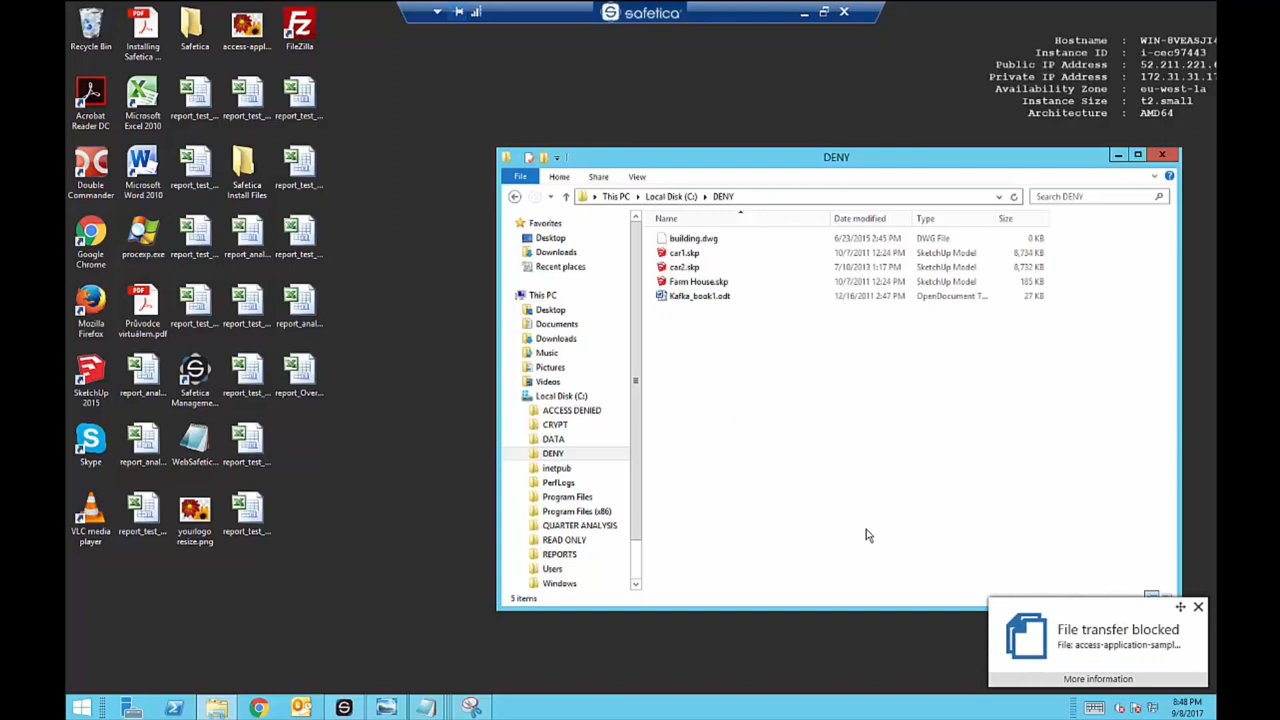 safetica
Hostname : WIN-8VEASJI4
Instance ID : i-cec97443
Public IP Address : 52.211.221.6
Private IP Address : 172.31.31.17
Availability Zone : eu-west-1a
Instance Size : t2.small
Architecture : AMD64
Recycle Bin
Installing Safetica ...
Safetica
access-appl...
FileZilla
Acrobat Reader DC
Microsoft Excel 2010
report_test_...
report_test_...
report_test_...
Double Commander
Microsoft Word 2010
report_test_...
Safetica Install Files
report_test_...
Google Chrome
procexp.exe
report_test_...
report_anal...
report_test_...
Mozilla Firefox
Průvodce virtuálem.pdf
report_test_...
report_test_...
report_anal...
SketchUp 2015
report_anal...
Safetica Manageme...
report_test_...
report_Over...
Skype
report_anal...
WebSafetic...
report_test_...
VLC media player
report_test_...
yourlogo resize.png
report_test_...
DENY
File Home Share View
This PC Local Disk (C:) DENY
Search DENY
Favorites
Desktop
Downloads
Recent places
This PC
Desktop
Documents
Downloads
Music
Pictures
Videos
Local Disk (C:)
ACCESS DENIED
CRYPT
DATA
DENY
inetpub
PerfLogs
Program Files
Program Files (x86)
QUARTER ANALYSIS
READ ONLY
REPORTS
Users
Windows
Name Date modified Type Size
building.dwg 6/23/2015 2:45 PM DWG File 0 KB
car1.skp 10/7/2011 12:24 PM SketchUp Model 8,734 KB
car2.skp 7/10/2013 1:17 PM SketchUp Model 8,732 KB
Farm House.skp 10/7/2011 12:24 PM SketchUp Model 185 KB
Kafka_book1.odt 12/16/2011 2:47 PM OpenDocument T... 27 KB
5 items
File transfer blocked
File: access-application-sampl...
More information
8:48 PM
9/8/2017